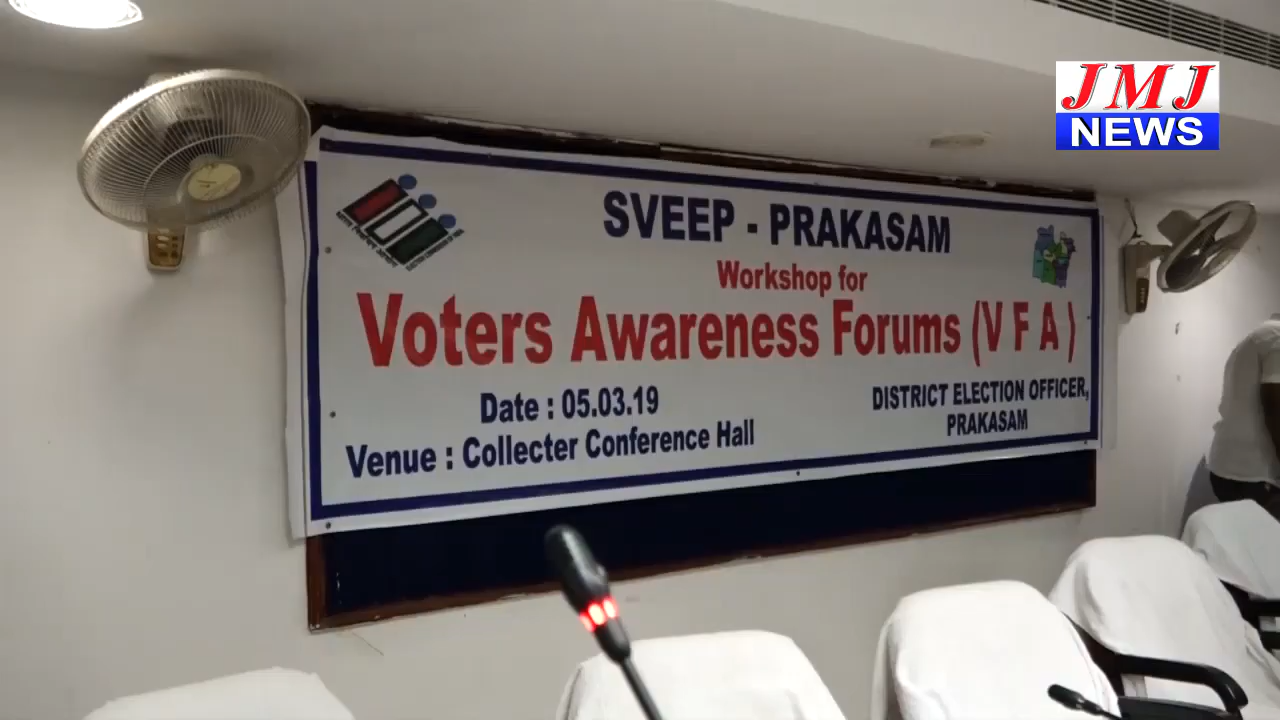 JMJ
NEWS
SVEEP - PRAKASAM
Workshop for
Voters Awareness Forums (V F A )
Date : 05.03.19
Venue : Collecter Conference Hall
DISTRICT ELECTION OFFICER,
PRAKASAM